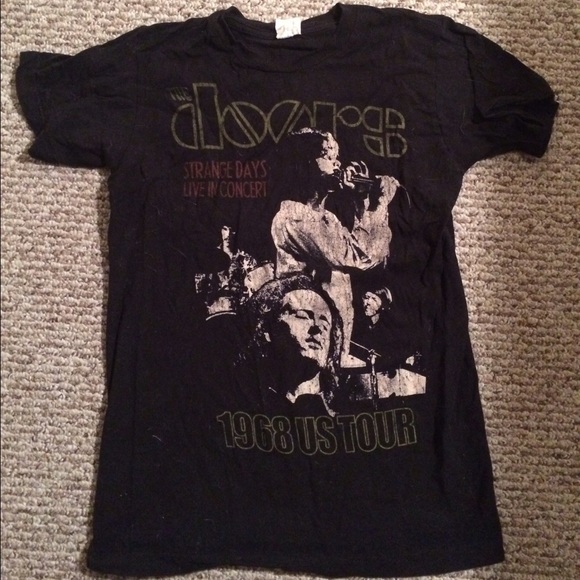 THE
doors
STRANGE DAYS
LIVE IN CONCERT
1968 US TOUR